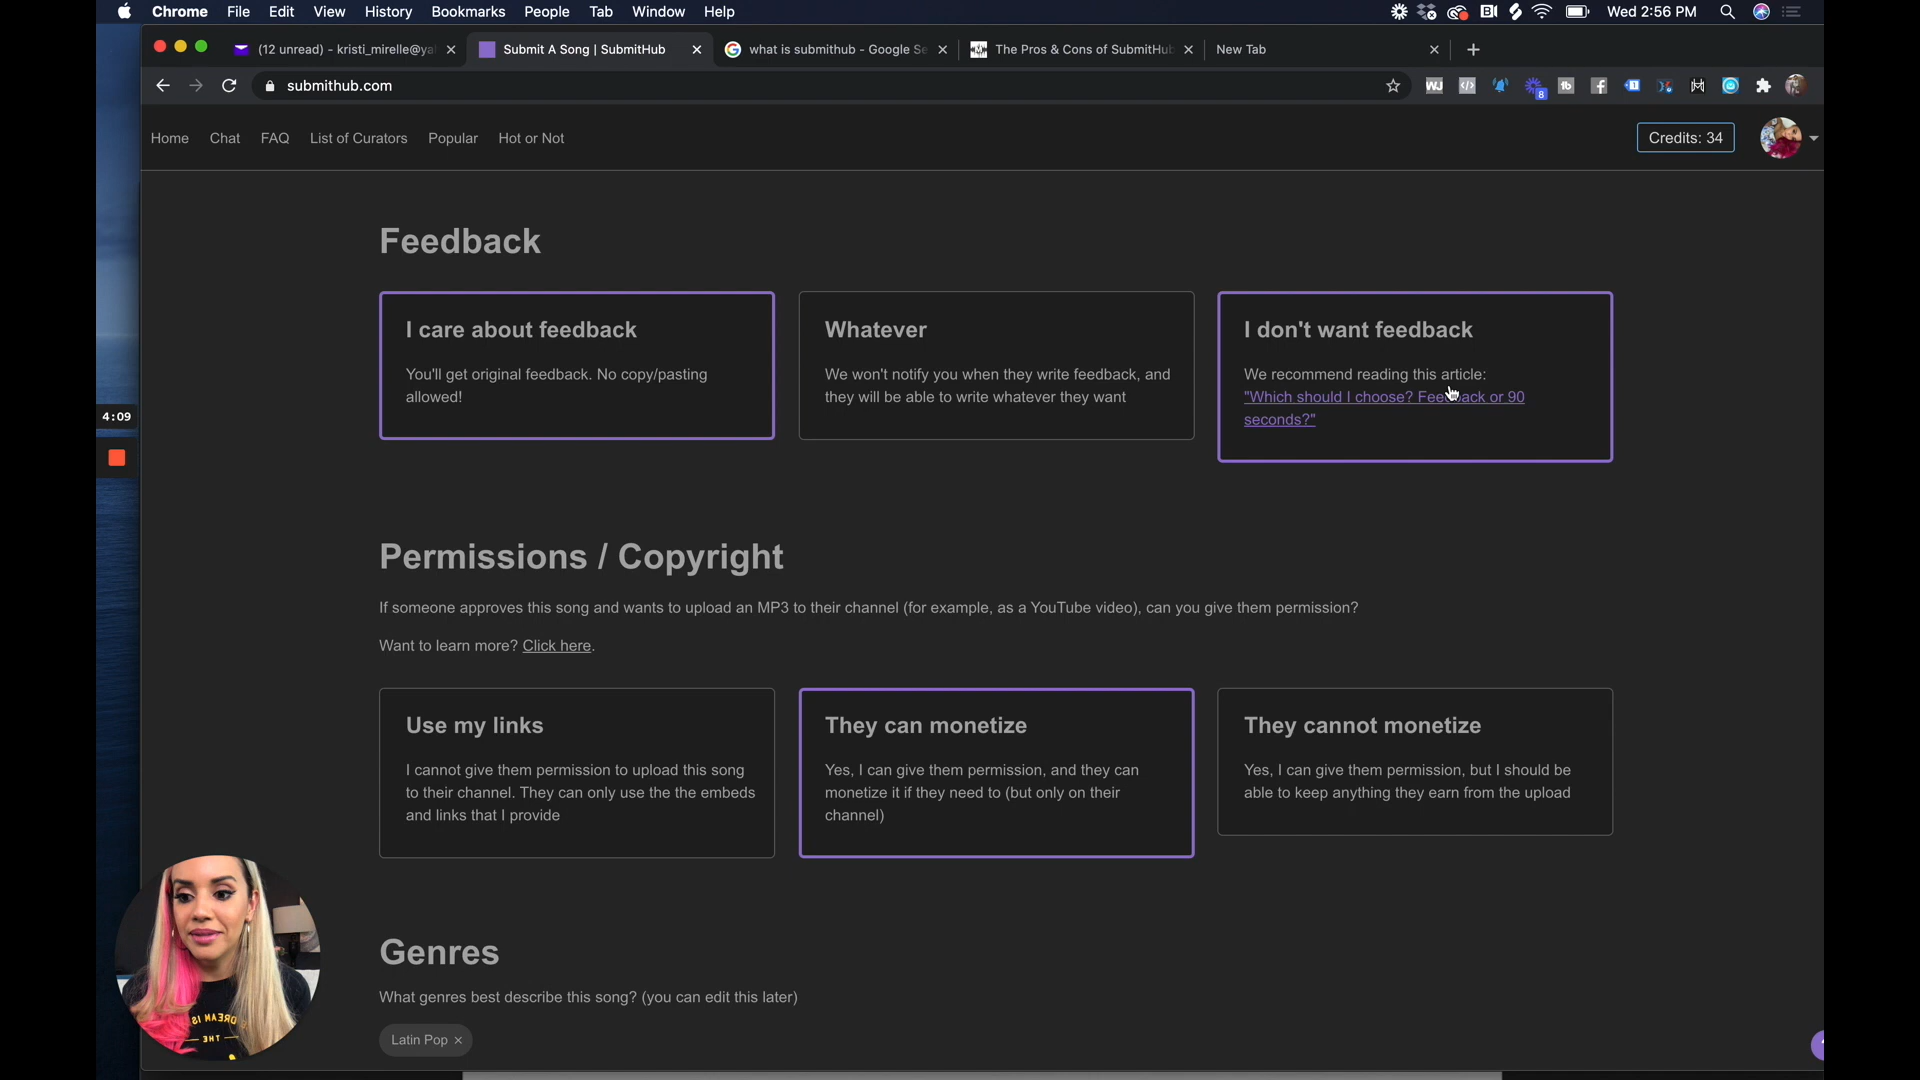 Chrome File Edit View History Bookmarks People Tab Window Help Wed 2:56 PM
(12 unread) - kristi_mirelle@ya
Submit A Song | SubmitHub
what is submithub - Google Se
The Pros & Cons of SubmitHub
New Tab
submithub.com
8
Home Chat FAQ List of Curators Popular Hot or Not Credits: 34
Feedback
I care about feedback
You'll get original feedback. No copy/pasting
allowed!
Whatever
We won't notify you when they write feedback, and
they will be able to write whatever they want
I don't want feedback
We recommend reading this article:
"Which should I choose? Feedback or 90
seconds?"
4:09
Permissions / Copyright
If someone approves this song and wants to upload an MP3 to their channel (for example, as a YouTube video), can you give them permission?
Want to learn more? Click here.
Use my links
I cannot give them permission to upload this song
to their channel. They can only use the the embeds
and links that I provide
They can monetize
Yes, I can give them permission, and they can
monetize it if they need to (but only on their
channel)
They cannot monetize
Yes, I can give them permission, but I should be
able to keep anything they earn from the upload
Genres
What genres best describe this song? (you can edit this later)
Latin Pop ×